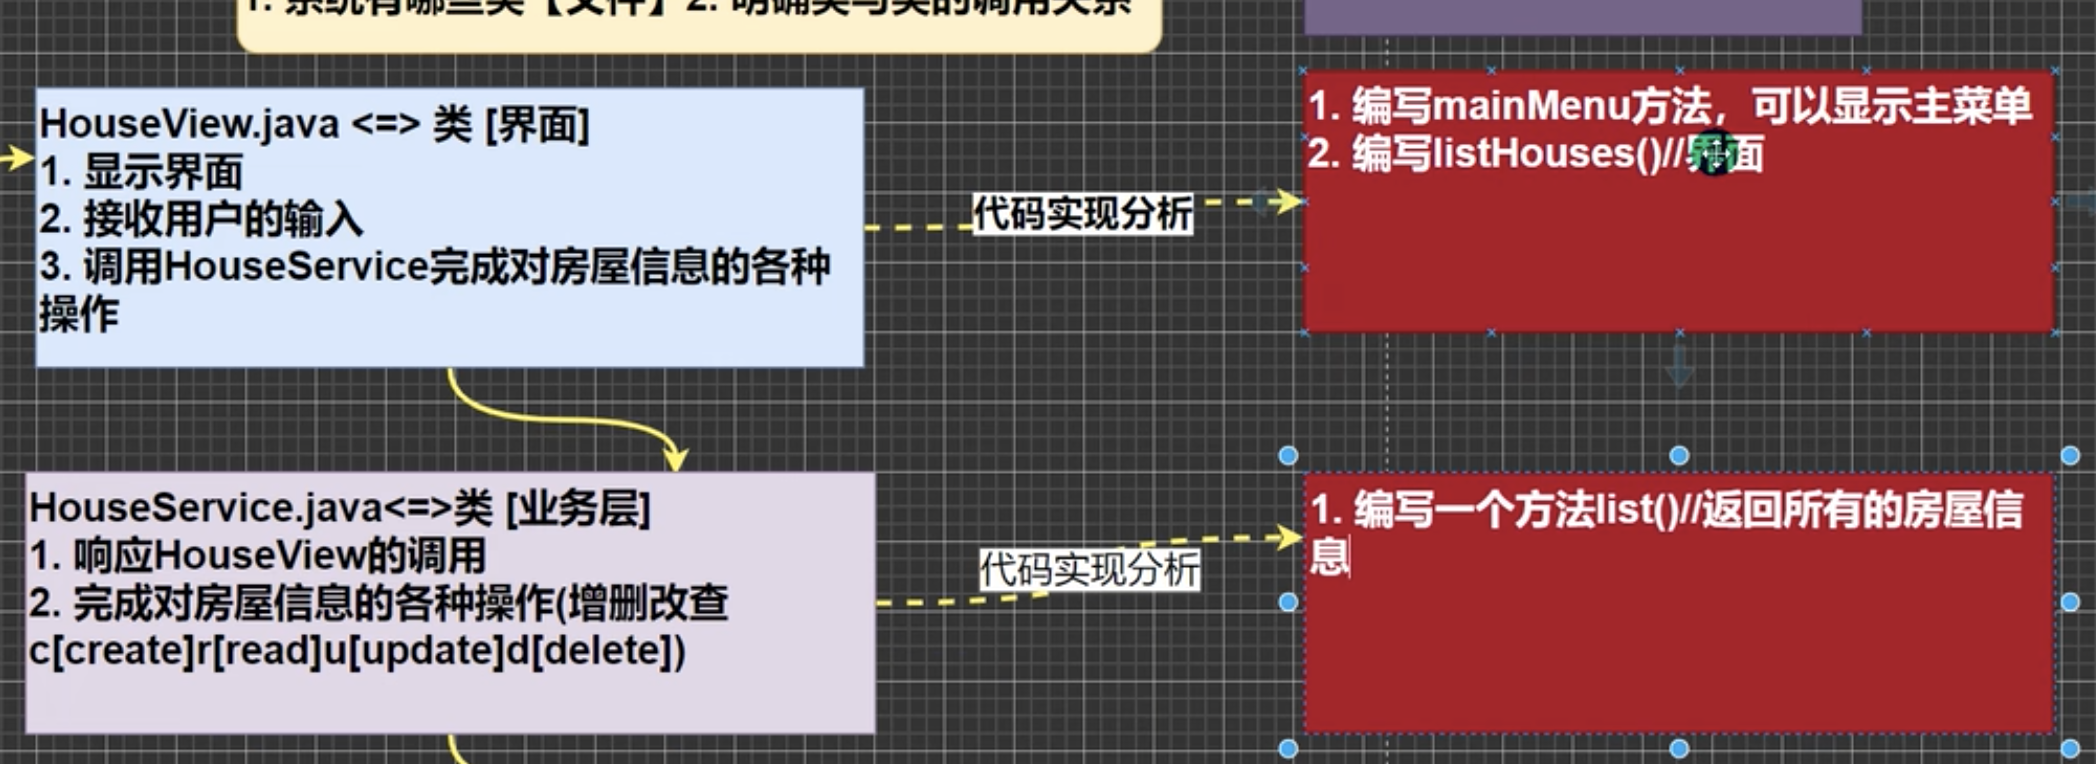 1. 系统有哪些类【文件】2. 明确类与类的调用关系
HouseView.java <=> 类 [界面]
1. 显示界面
2. 接收用户的输入
3. 调用HouseService完成对房屋信息的各种
操作
代码实现分析
1. 编写mainMenu方法，可以显示主菜单
2. 编写listHouses()//界面
HouseService.java<=>类 [业务层]
1. 响应HouseView的调用
2. 完成对房屋信息的各种操作(增删改查
c[create]r[read]u[update]d[delete])
代码实现分析
1. 编写一个方法list()//返回所有的房屋信
息